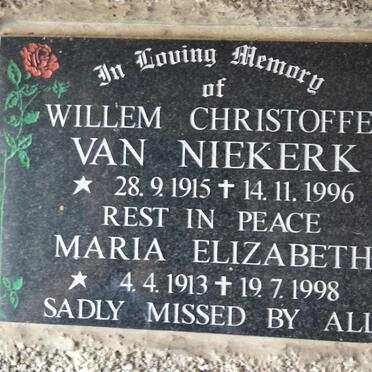 In Loving Memory
of
WILLEM CHRISTOFFE
VAN NIEKERK
★ 28.9.1915 ✝ 14.11.1996
REST IN PEACE
MARIA ELIZABETH
★ 4.4.1913 ✝ 19.7.1998
SADLY MISSED BY ALL